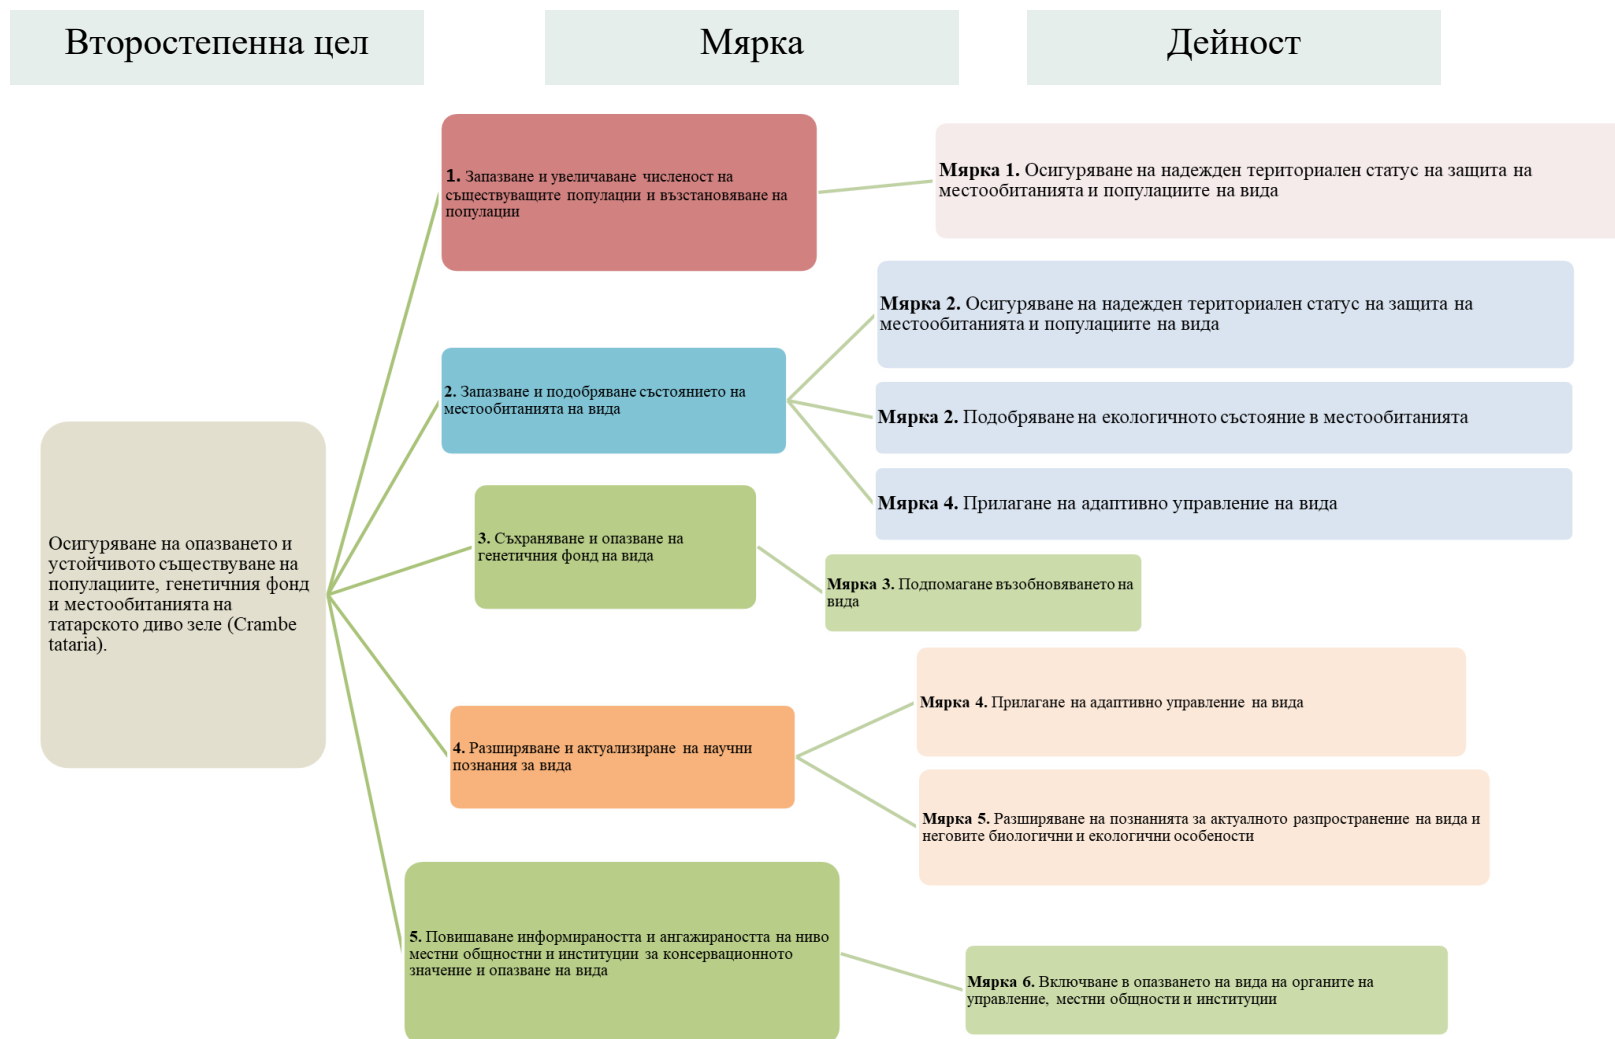 Второстепенна цел
Мярка
Дейност
Осигуряване на опазването и
устойчивото съществуване на
популациите, генетичния фонд
и местообитанията на
татарското диво зеле (Crambe
tataria).
1. Запазване и увеличаване численост на
съществуващите популации и възстановяване на
популации
Мярка 1. Осигуряване на надежден териториален статус на защита на
местообитанията и популациите на вида
2. Запазване и подобряване състоянието на
местообитанията на вида
Мярка 2. Осигуряване на надежден териториален статус на защита на
местообитанията и популациите на вида
Мярка 2. Подобряване на екологичното състояние в местообитанията
Мярка 4. Прилагане на адаптивно управление на вида
3. Съхраняване и опазване на
генетичния фонд на вида
Мярка 3. Подпомагане възобновяването на
вида
4. Разширяване и актуализиране на научни
познания за вида
Мярка 4. Прилагане на адаптивно управление на вида
Мярка 5. Разширяване на познанията за актуалното разпространение на вида и
неговите биологични и екологични особености
5. Повишаване информираността и ангажираността на ниво
местни общностни и институции за консервационното
значение и опазване на вида
Мярка 6. Включване в опазването на вида на органите на
управление, местни общности и институции